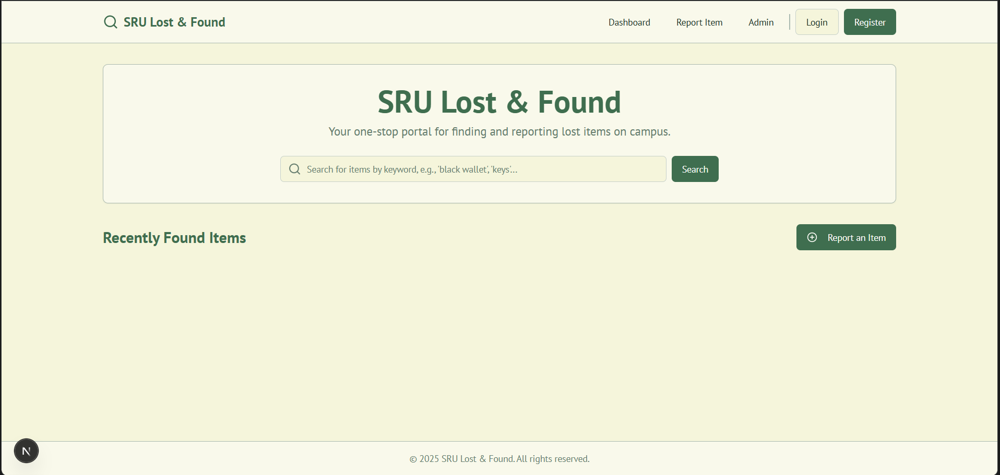 SRU Lost & Found
Dashboard
Report Item
Admin
Login
Register
SRU Lost & Found
Your one-stop portal for finding and reporting lost items on campus.
Search for items by keyword, e.g., 'black wallet', 'keys'...
Search
Recently Found Items
Report an Item
N
© 2025 SRU Lost & Found. All rights reserved.